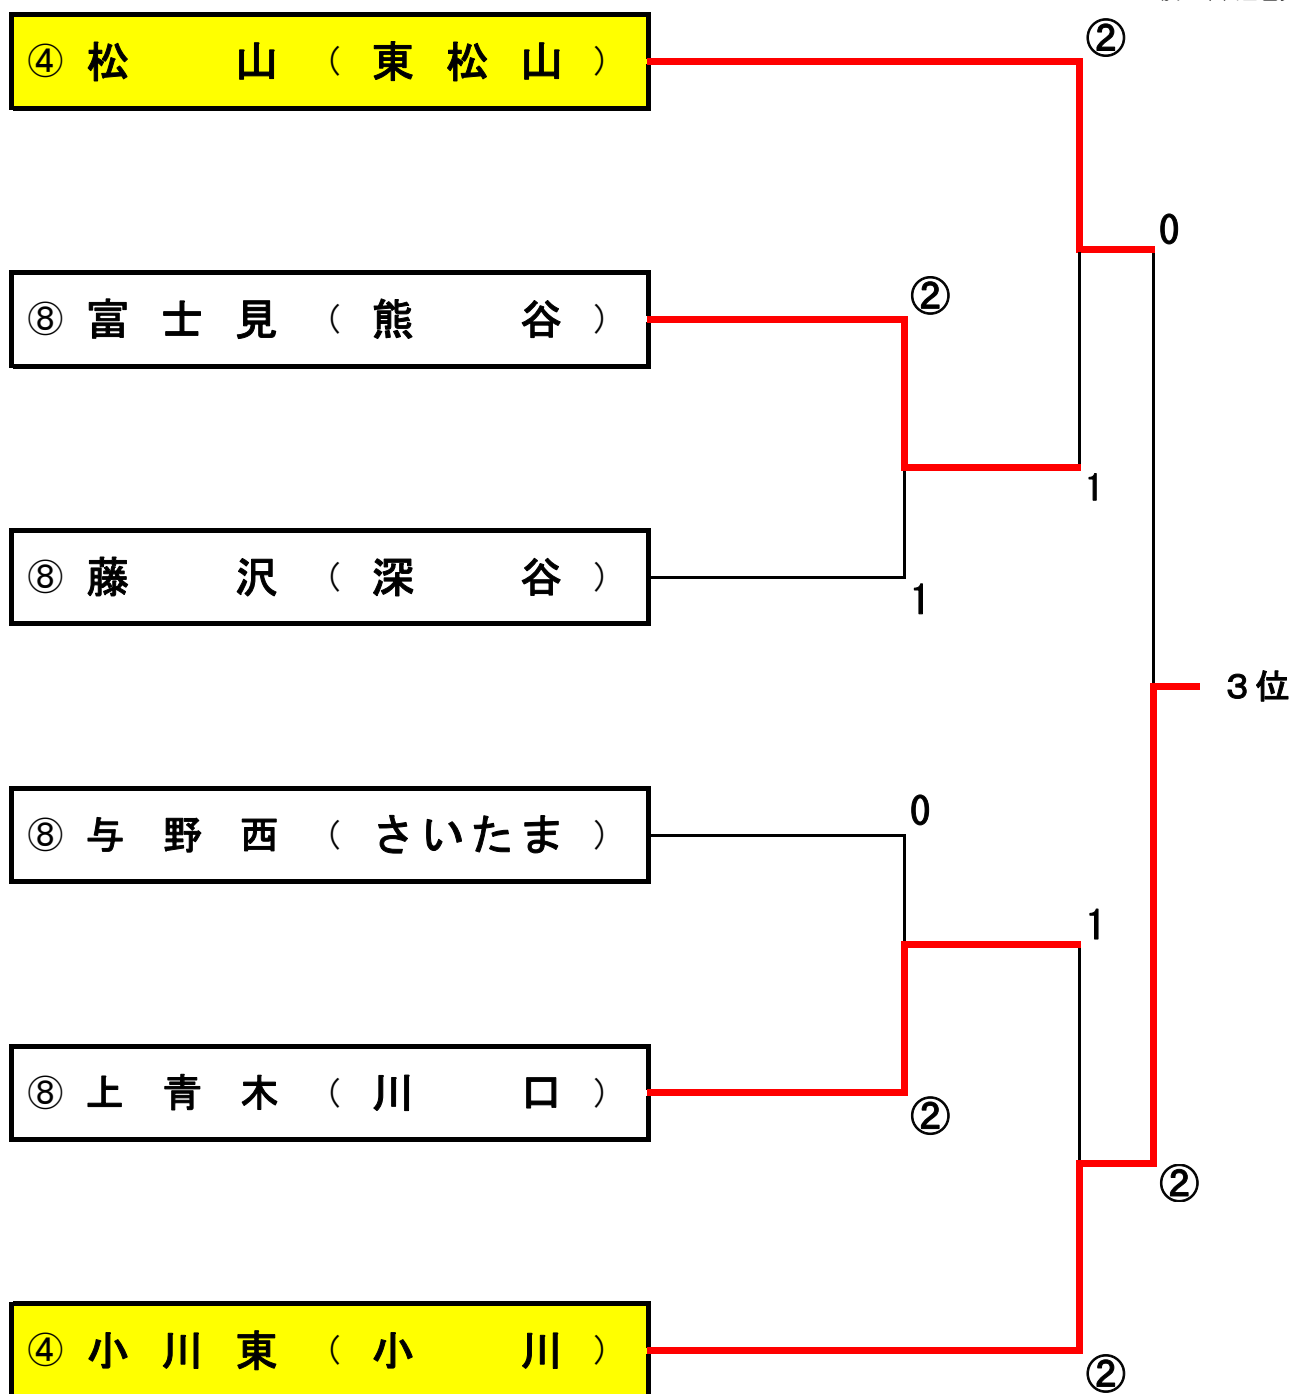 ②
④ 松 山 （ 東 松 山 ）
0
②
⑧ 富 士 見 （ 熊 谷 ）
1
⑧ 藤 沢 （ 深 谷 ）
1
3位
0
⑧ 与 野 西 （ さいたま ）
1
⑧ 上 青 木 （ 川 口 ）
②
②
④ 小 川 東 （ 小 川 ）
②